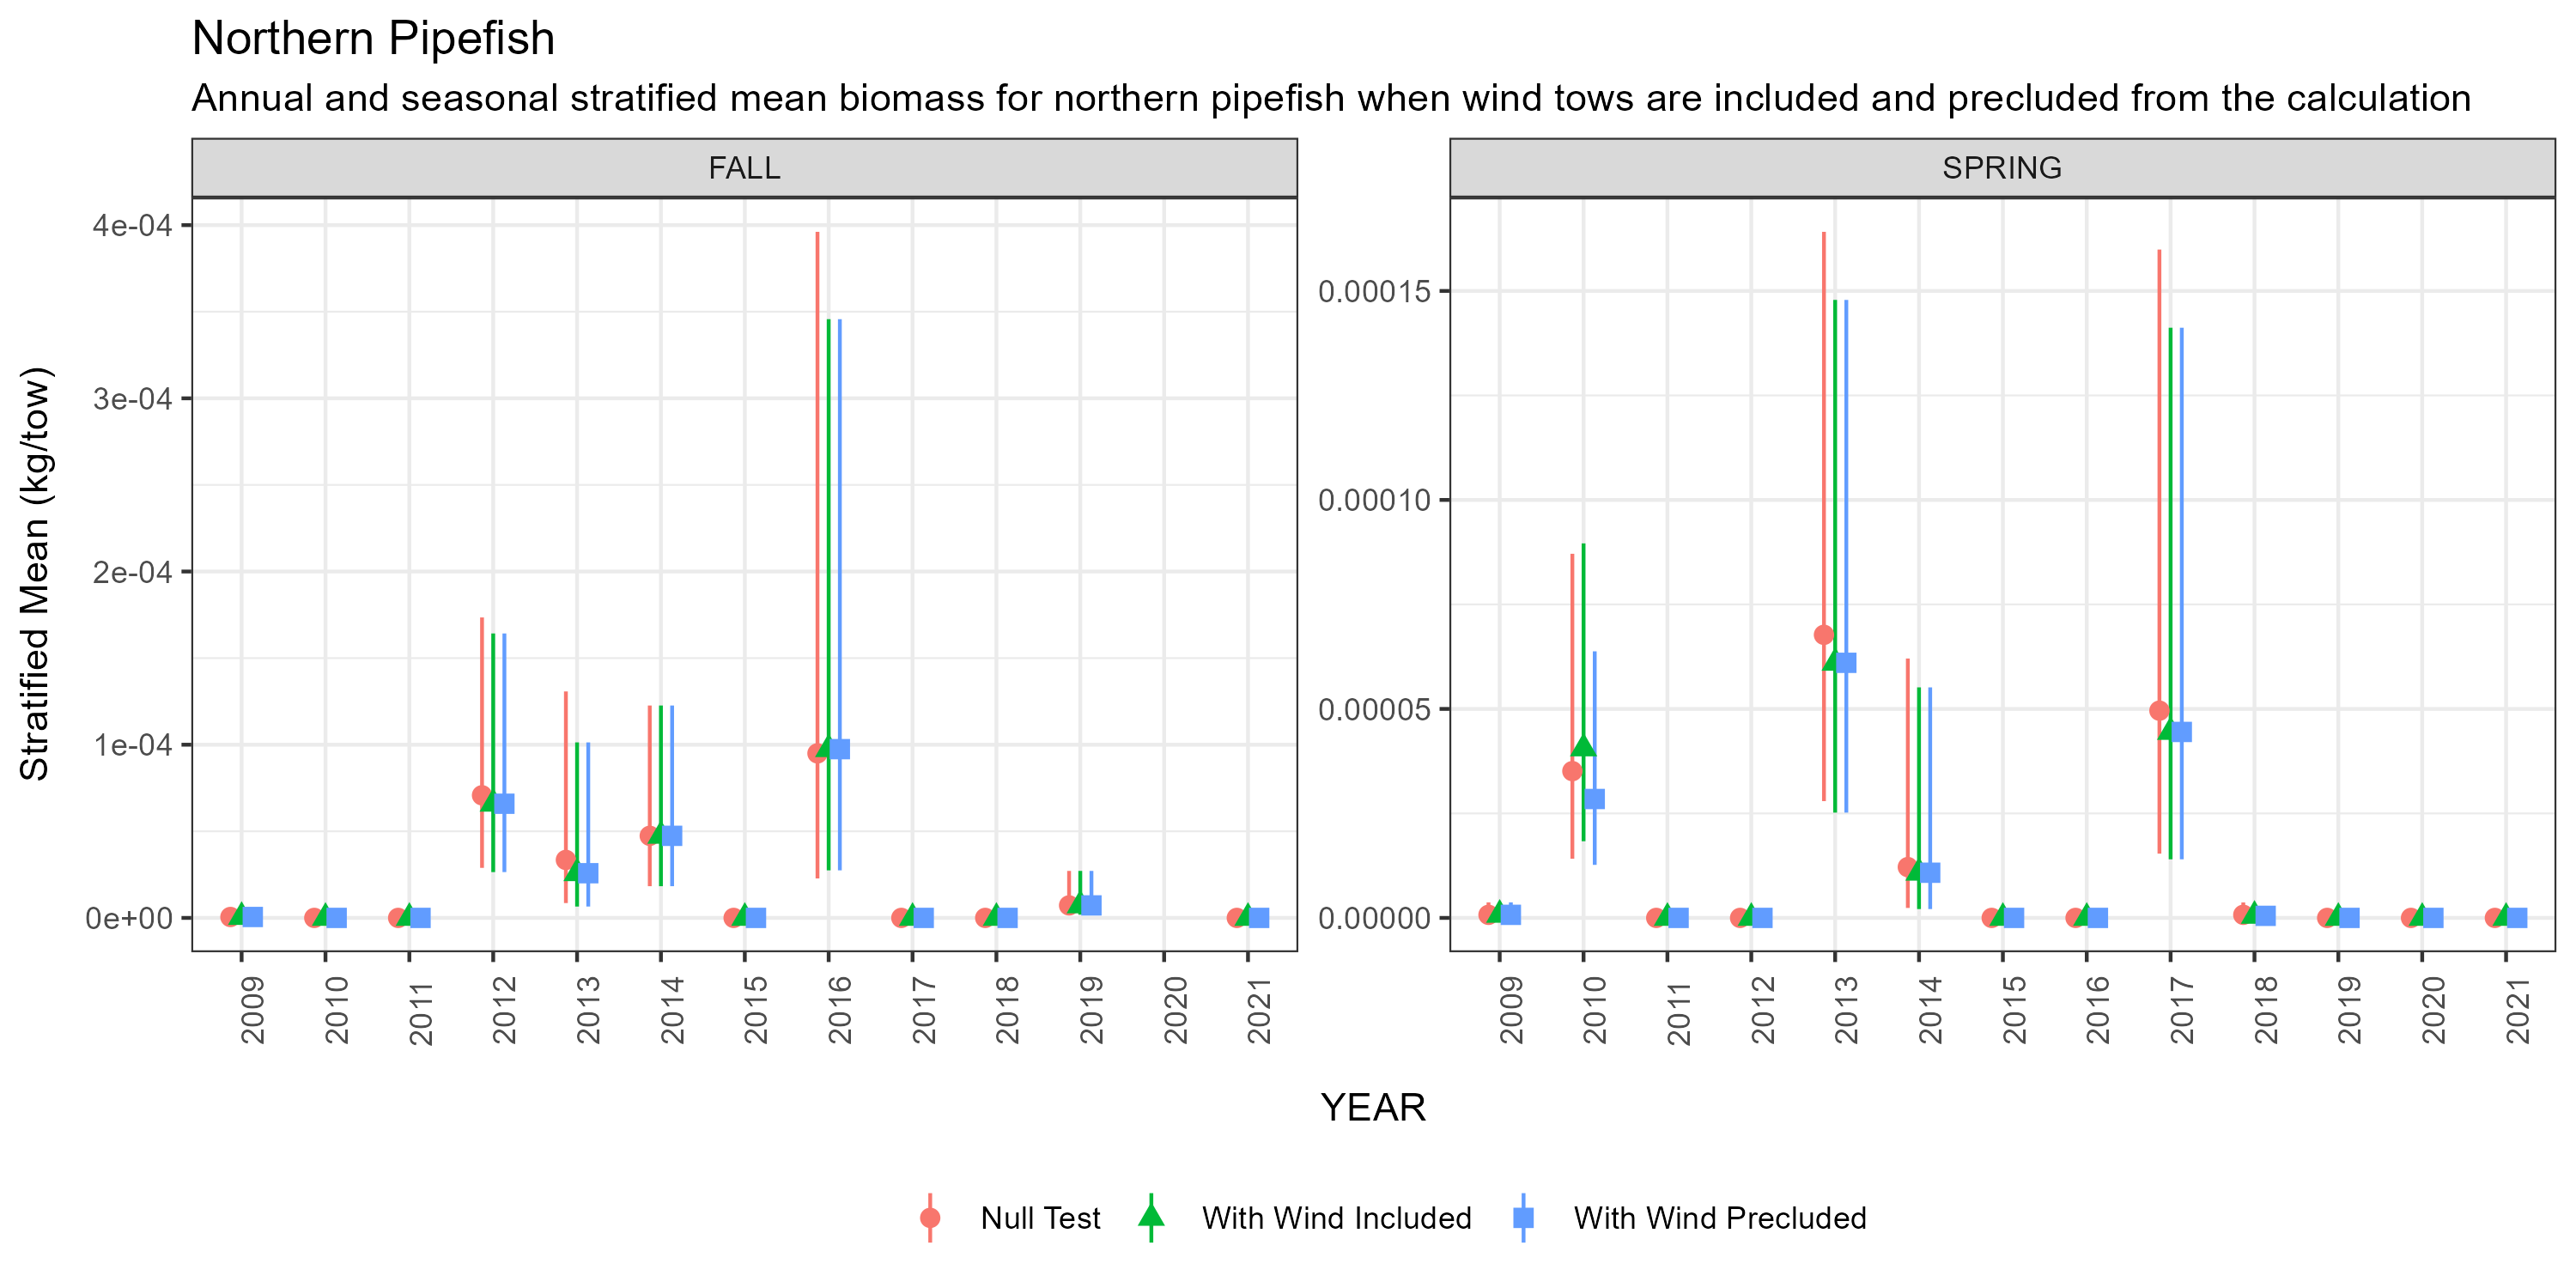 Northern Pipefish
Annual and seasonal stratified mean biomass for northern pipefish when wind tows are included and precluded from the calculation
FALL
SPRING
Stratified Mean (kg/tow)
4e-04
3e-04
2e-04
1e-04
0e+00
0.00015
0.00010
0.00005
0.00000
2009 2010 2011 2012 2013 2014 2015 2016 2017 2018 2019 2020 2021
2009 2010 2011 2012 2013 2014 2015 2016 2017 2018 2019 2020 2021
YEAR
Null Test With Wind Included With Wind Precluded